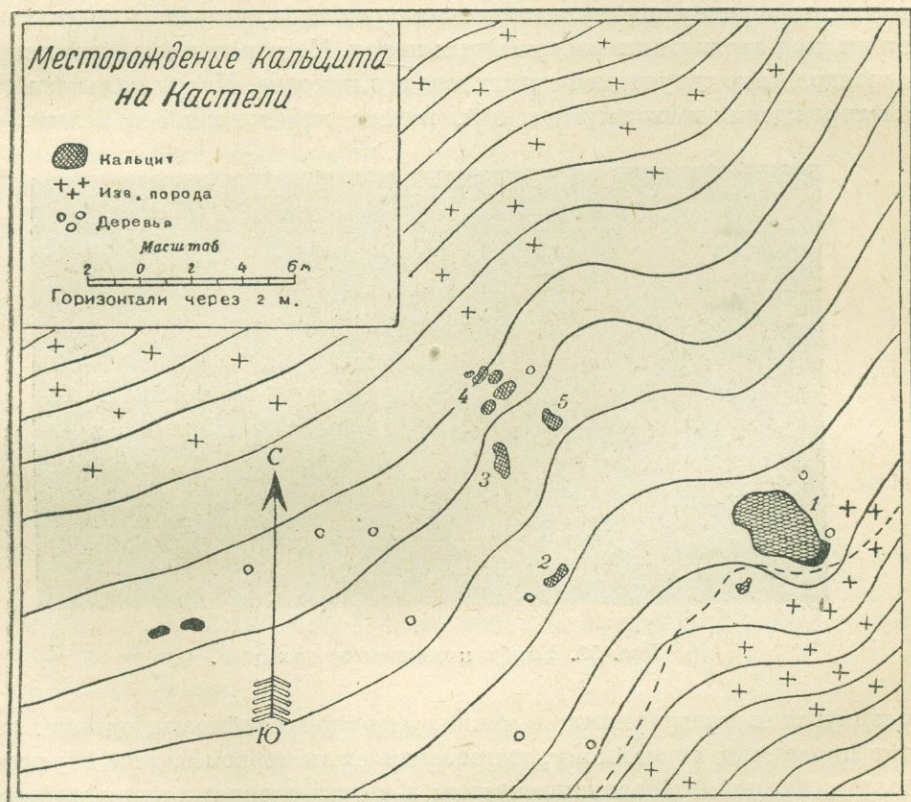 Месторождение кальцита
на Кастели
Кальцит
Изв. порода
Деревья
Масштаб
2 0 2 4 6 м
Горизонтали через 2 м.
4
5
3
С
1
2
Ю